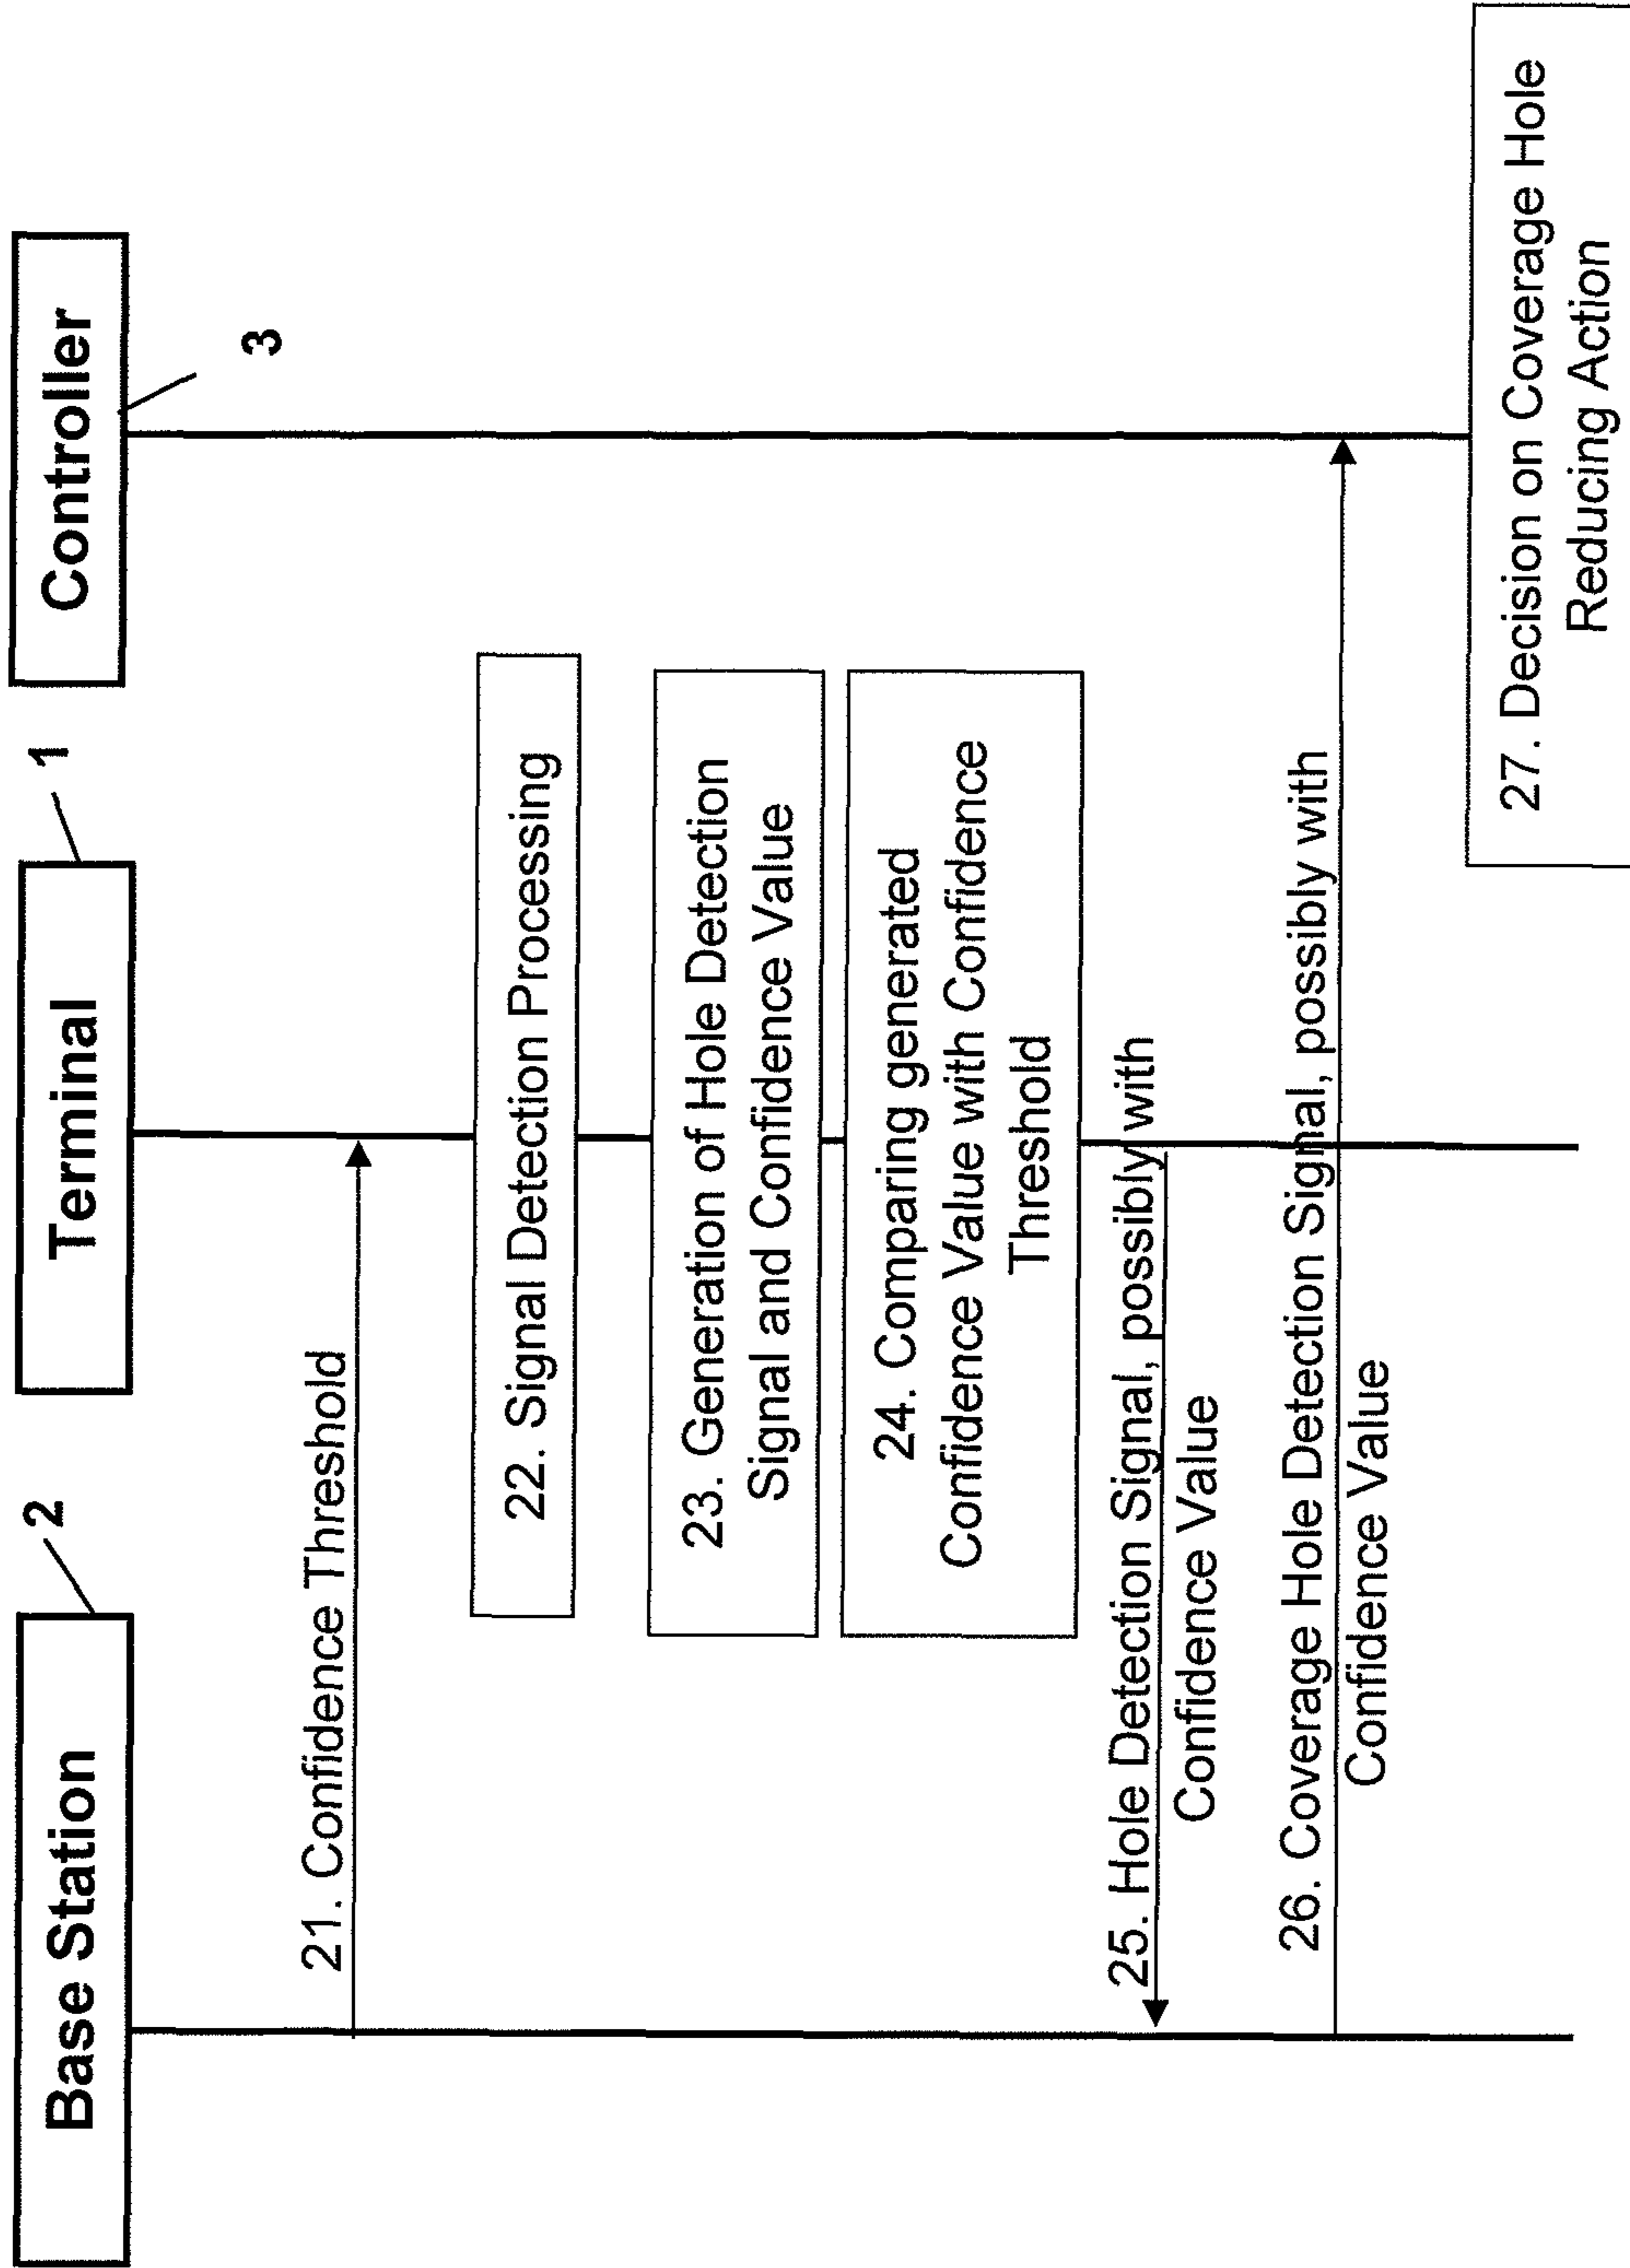 Base Station
2
Terminal
1
Controller
3
21. Confidence Threshold
22. Signal Detection Processing
23. Generation of Hole Detection
Signal and Confidence Value
24. Comparing generated
Confidence Value with Confidence
Threshold
25. Hole Detection Signal, possibly with
Confidence Value
26. Coverage Hole Detection Signal, possibly with
Confidence Value
27. Decision on Coverage Hole
Reducing Action